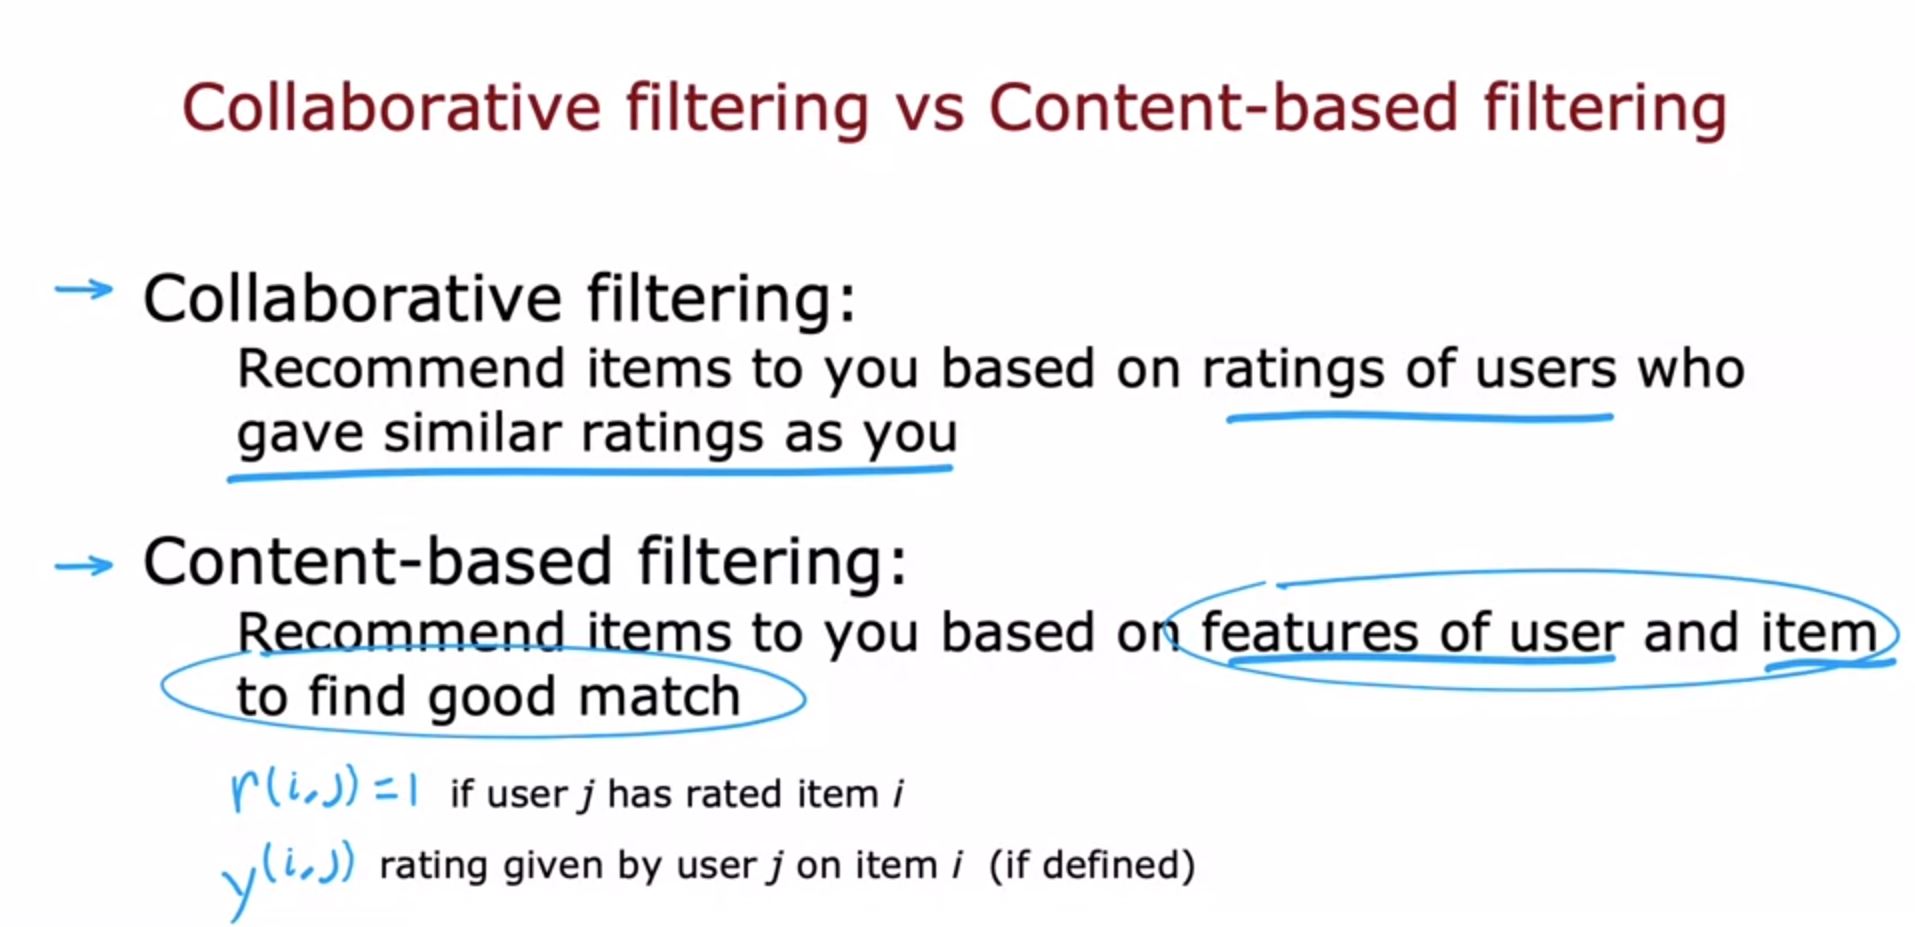 Collaborative filtering vs Content-based filtering
→ Collaborative filtering:
Recommend items to you based on ratings of users who
gave similar ratings as you
→ Content-based filtering:
Recommend items to you based on features of user and item
to find good match
r(i,j)=1 if user j has rated item i
y^(i,j) rating given by user j on item i (if defined)